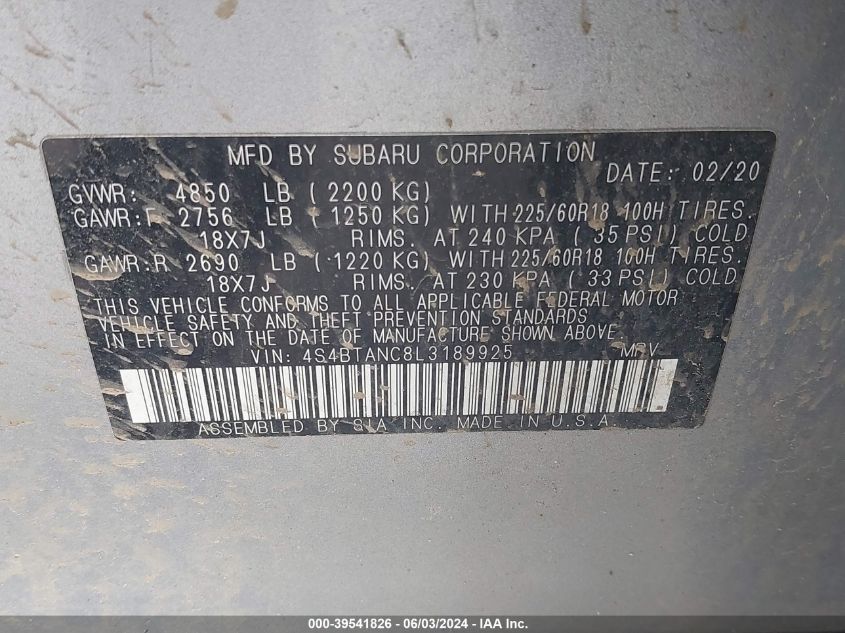 MFD BY SUBARU CORPORATION
DATE: 02/20
GVWR: 4850 LB ( 2200 KG)
GAWR:F 2756 LB ( 1250 KG) WITH 225/60R18 100H TIRES.
18X7J RIMS. AT 240 KPA ( 35 PSI) COLD
GAWR:R 2690 LB ( 1220 KG) WITH 225/60R18 100H TIRES.
18X7J RIMS. AT 230 KPA ( 33 PSI) COLD
THIS VEHICLE CONFORMS TO ALL APPLICABLE FEDERAL MOTOR
VEHICLE SAFETY AND THEFT PREVENTION STANDARDS
IN EFFECT ON THE DATE OF MANUFACTURE SHOWN ABOVE.
VIN: 4S4BTANC8L3189925 MPV
ASSEMBLED BY SIA INC. MADE IN U.S.A.
000-39541826 - 06/03/2024 - IAA Inc.